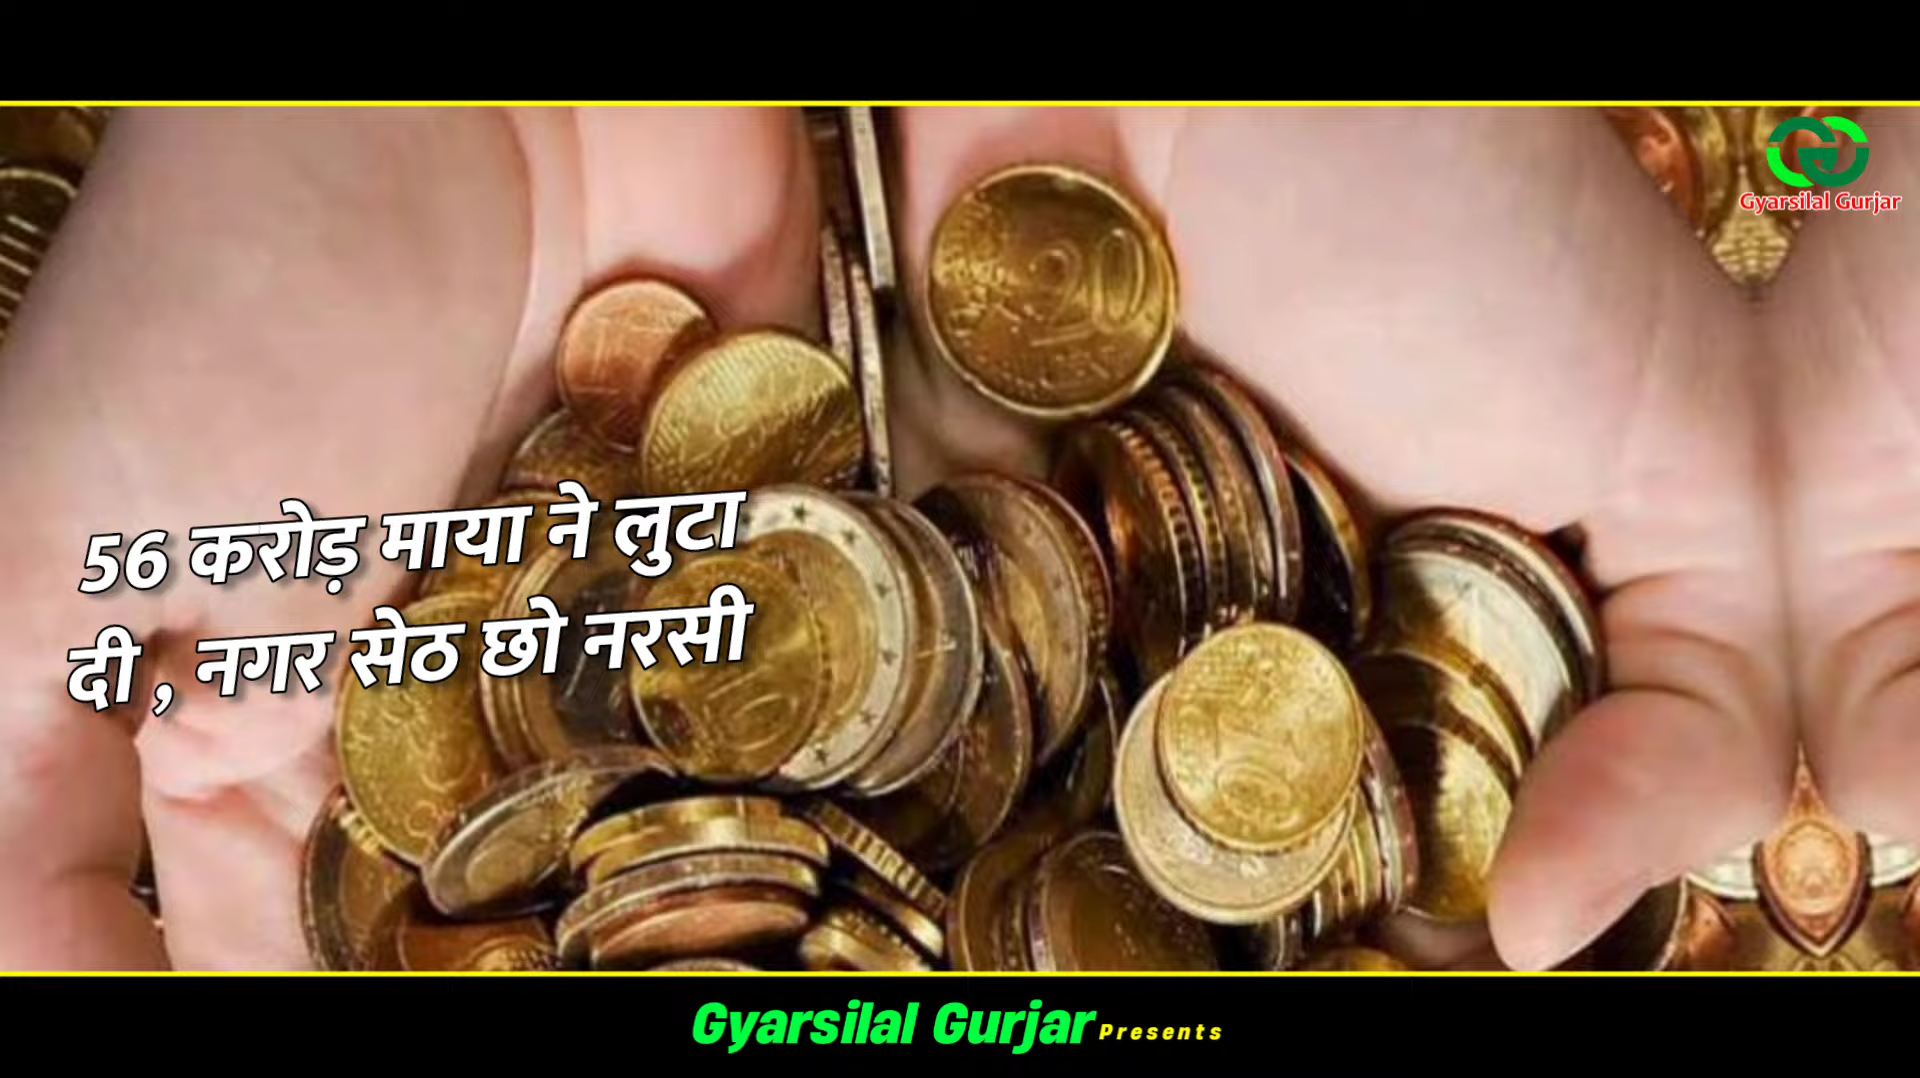 Gyarsilal Gurjar
56 करोड़ माया ने लुटा
दी , नगर सेठ छो नरसी
Gyarsilal Gurjar Presents